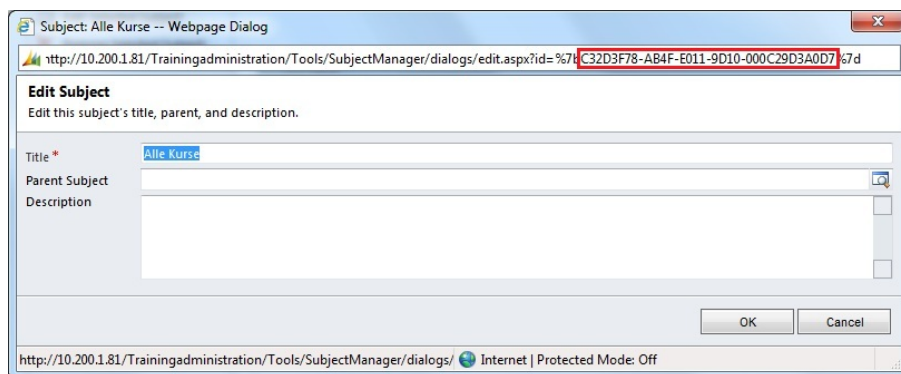 Subject: Alle Kurse -- Webpage Dialog
http://10.200.1.81/Trainingadministration/Tools/SubjectManager/dialogs/edit.aspx?id=%7bC32D3F78-AB4F-E011-9D10-000C29D3A0D7%7d
Edit Subject
Edit this subject's title, parent, and description.
Title * Alle Kurse
Parent Subject
Description
OK Cancel
http://10.200.1.81/Trainingadministration/Tools/SubjectManager/dialogs/ Internet | Protected Mode: Off